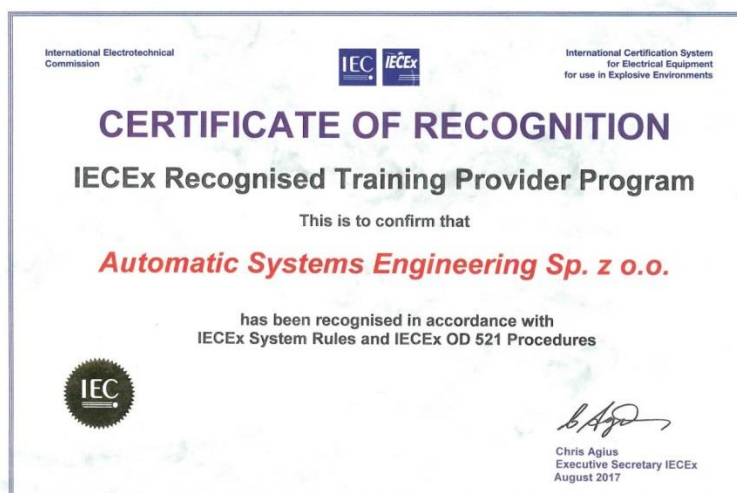 International Electrotechnical
Commission
IEC
IECEx
International Certification System
for Electrical Equipment
for use in Explosive Environments
CERTIFICATE OF RECOGNITION
IECEx Recognised Training Provider Program
This is to confirm that
Automatic Systems Engineering Sp. z o.o.
has been recognised in accordance with
IECEx System Rules and IECEx OD 521 Procedures
IEC
Chris Agius
Executive Secretary IECEx
August 2017